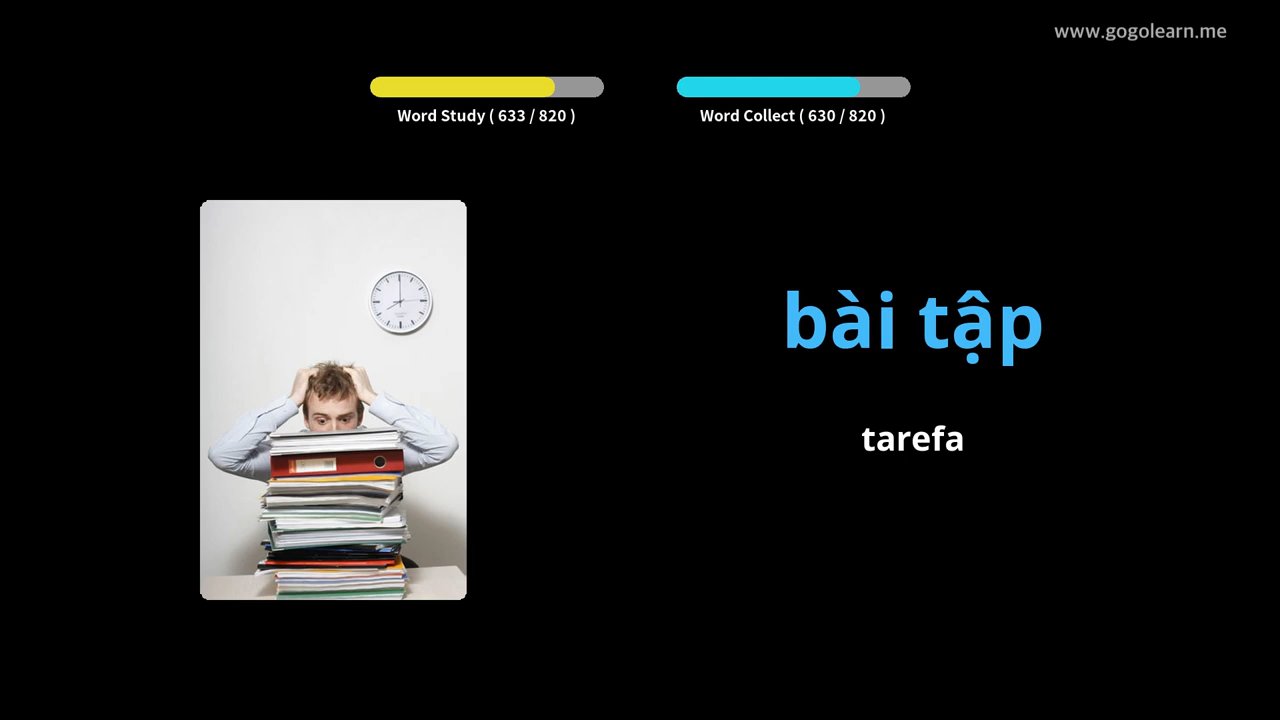 www.gogolearn.me
Word Study ( 633 / 820 )
Word Collect ( 630 / 820 )
bài tập
tarefa